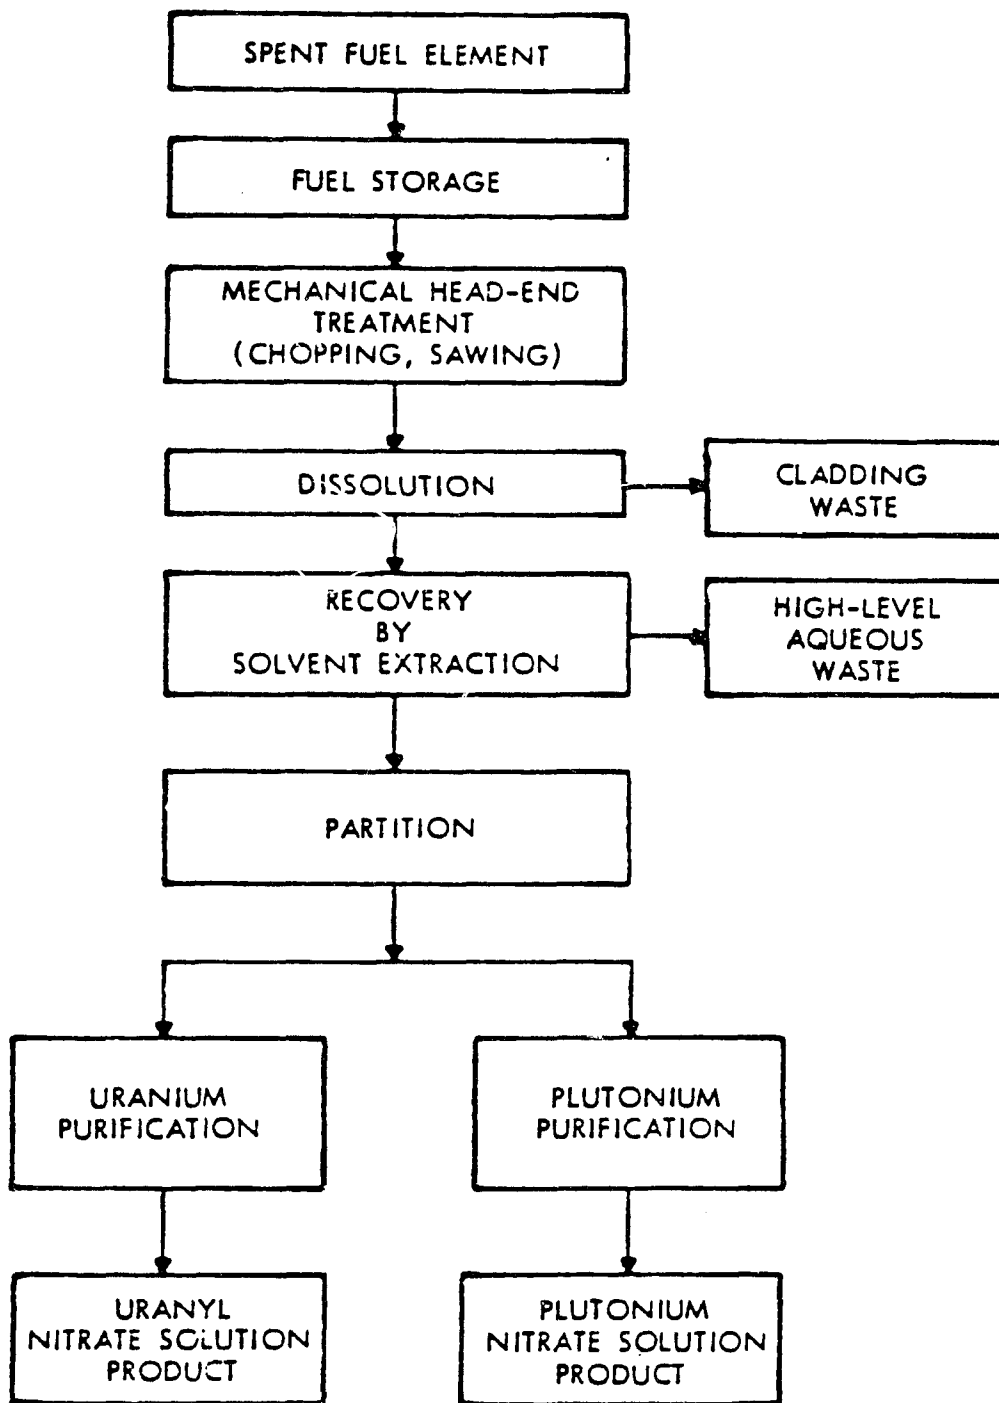 SPENT FUEL ELEMENT
FUEL STORAGE
MECHANICAL HEAD-END
TREATMENT
(CHOPPING, SAWING)
DISSOLUTION
CLADDING
WASTE
RECOVERY
BY
SOLVENT EXTRACTION
HIGH-LEVEL
AQUEOUS
WASTE
PARTITION
URANIUM
PURIFICATION
PLUTONIUM
PURIFICATION
URANYL
NITRATE SOLUTION
PRODUCT
PLUTONIUM
NITRATE SOLUTION
PRODUCT